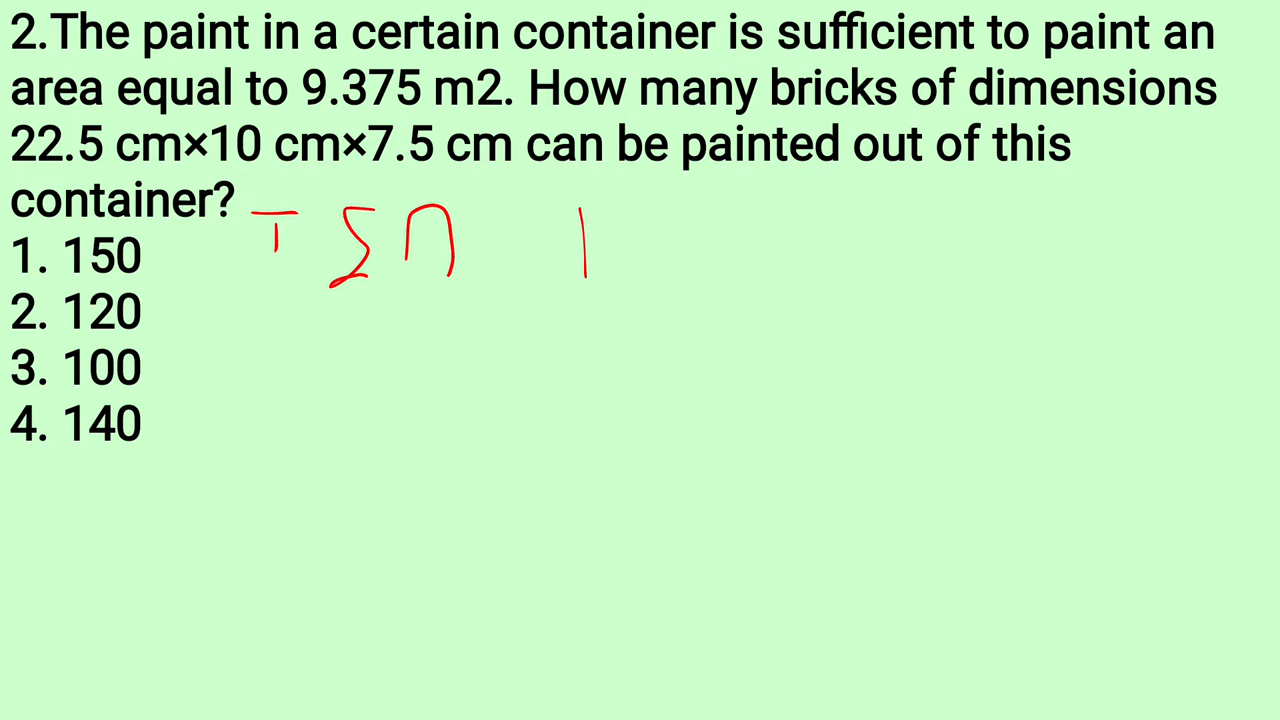 2.The paint in a certain container is sufficient to paint an
area equal to 9.375 m2. How many bricks of dimensions
22.5 cm×10 cm×7.5 cm can be painted out of this
container?
1. 150
2. 120
3. 100
4. 140